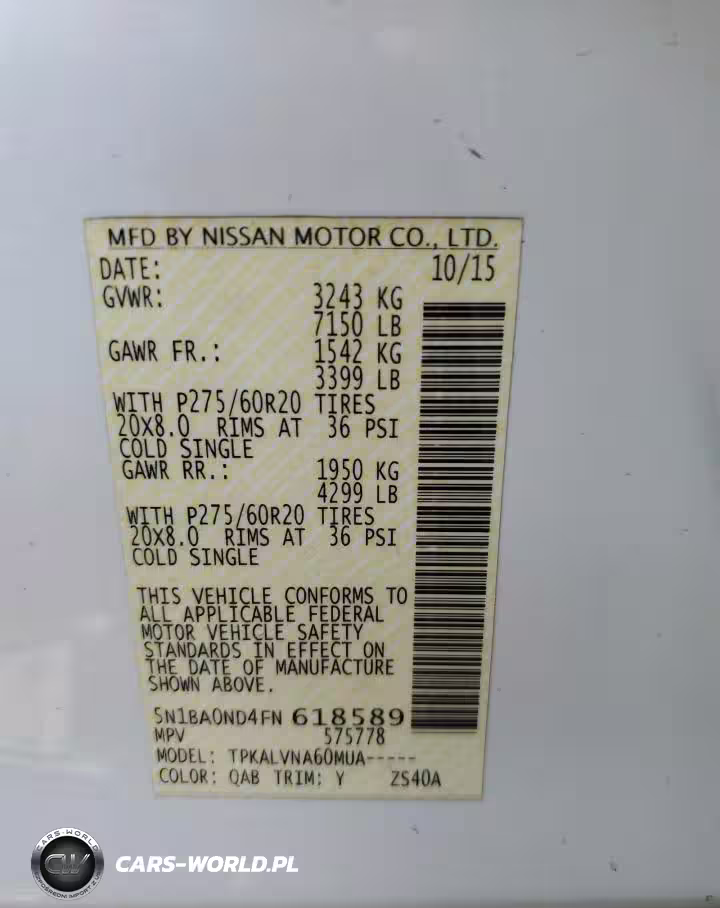 MFD BY NISSAN MOTOR CO., LTD.
DATE: 10/15
GVWR: 3243 KG
7150 LB
GAWR FR.: 1542 KG
3399 LB
WITH P275/60R20 TIRES
20X8.0 RIMS AT 36 PSI
COLD SINGLE
GAWR RR.: 1950 KG
4299 LB
WITH P275/60R20 TIRES
20X8.0 RIMS AT 36 PSI
COLD SINGLE
THIS VEHICLE CONFORMS TO
ALL APPLICABLE FEDERAL
MOTOR VEHICLE SAFETY
STANDARDS IN EFFECT ON
THE DATE OF MANUFACTURE
SHOWN ABOVE.
5N1BA0ND4FN 618589
MPV 575778
MODEL: TPKALVNA60MUA-----
COLOR: QAB TRIM: Y ZS40A
CARS-WORLD
CW
CARS-WORLD.PL